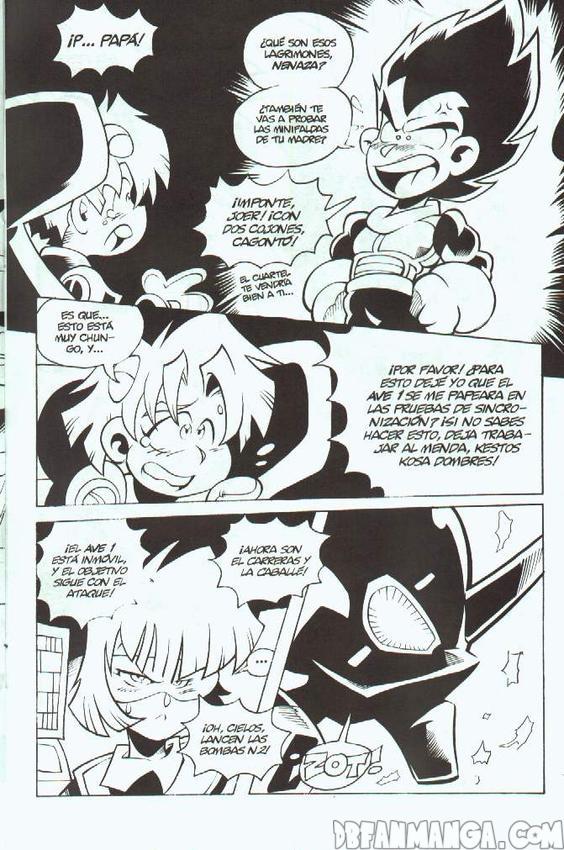 ¡P... PAPÁ!
¿QUÉ SON ESOS
LAGRIMONES,
NENAZA?
¿TAMBIÉN TE
VAS A PROBAR
LAS MINIFALDAS
DE TU MADRE?
¡IMPONTE,
JOER! ¡CON
DOS COJONES,
CAGONTÓ!
EL CUARTEL
TE VENDRÍA
BIEN A TI...
ES QUE...
ESTO ESTÁ
MUY CHUN-
GO, Y...
¡POR FAVOR! ¿PARA
ESTO DEJÉ YO QUE EL
AVE 1 SE ME PAPEARA EN
LAS PRUEBAS DE SINCRO-
NIZACIÓN? ¡SI NO SABES
HACER ESTO, DEJA TRABA-
JAR AL MENDA, KESTOS
KOSA DOMBRES!
¡EL AVE 1
ESTÁ INMÓVIL,
Y EL OBJETIVO
SIGUE CON EL
ATAQUE!
¡AHORA SON
EL CARRERAS Y
LA CABALLÉ!
...
¡OH, CIELOS,
LANCEN LAS
BOMBAS N2!
¡ZOT!
DBFANMANGA.COM